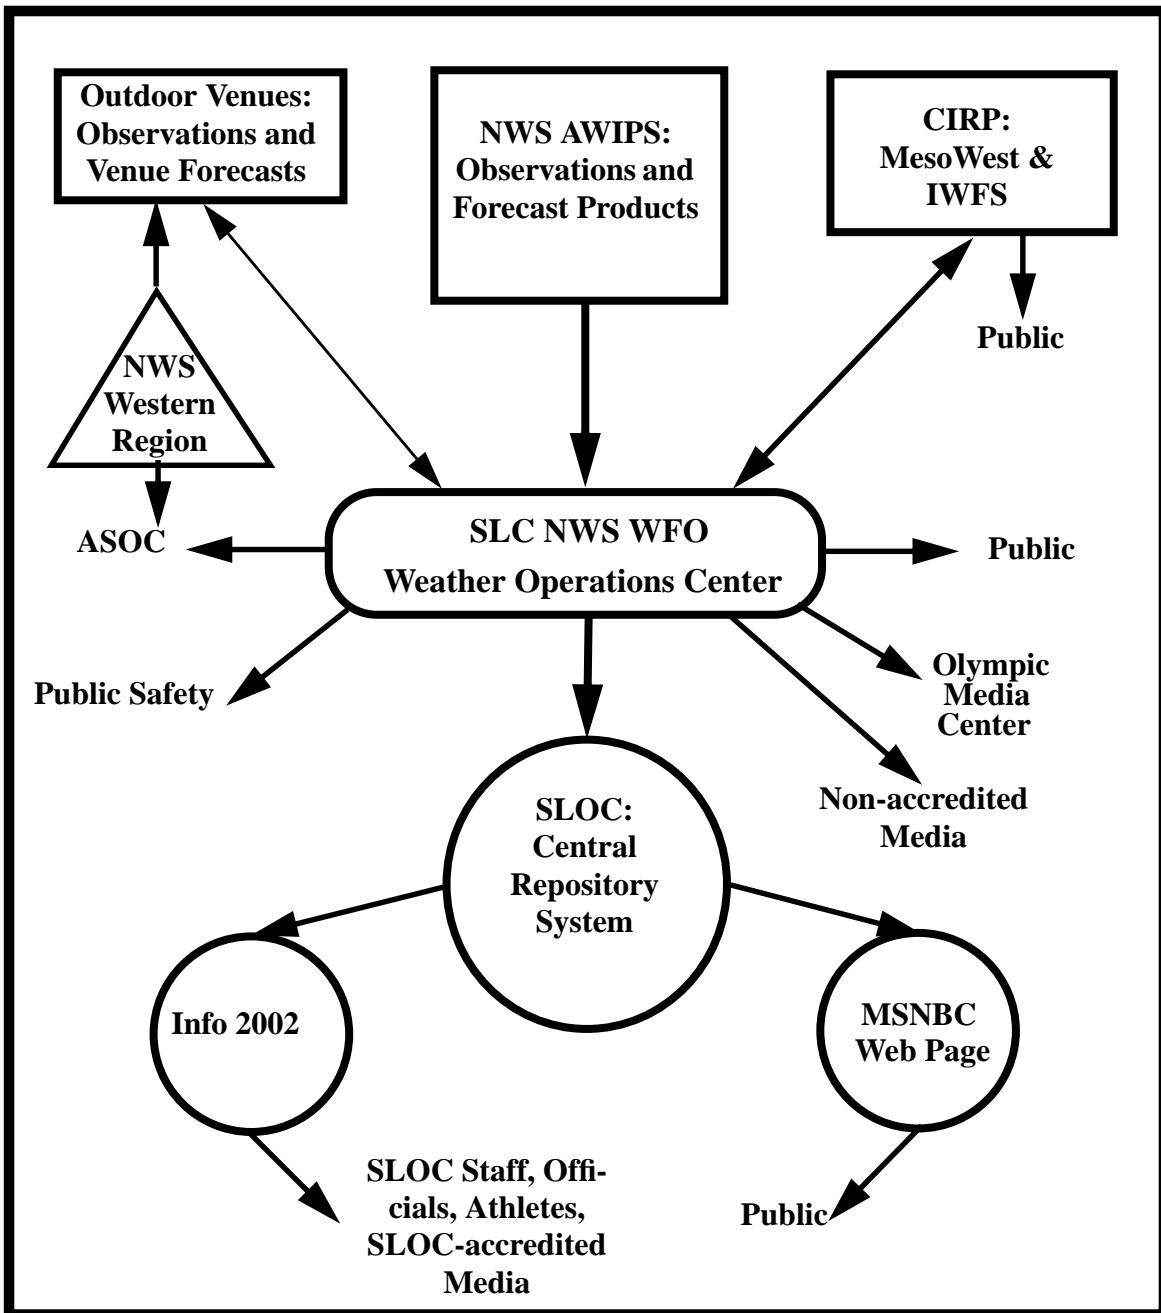 Outdoor Venues:
Observations and
Venue Forecasts
NWS AWIPS:
Observations and
Forecast Products
CIRP:
MesoWest &
IWFS
Public
NWS
Western
Region
ASOC
SLC NWS WFO
Weather Operations Center
Public
Public Safety
Olympic
Media
Center
Non-accredited
Media
SLOC:
Central
Repository
System
Info 2002
MSNBC
Web Page
SLOC Staff, Offi-
cials, Athletes,
SLOC-accredited
Media
Public